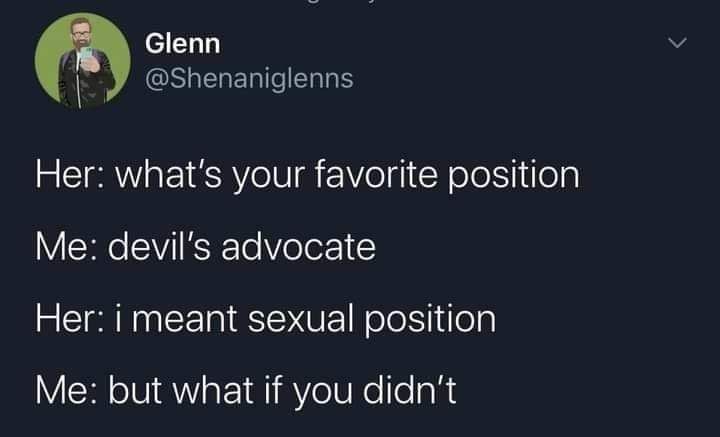 Glenn
@Shenaniglenns
Her: what's your favorite position
Me: devil's advocate
Her: i meant sexual position
Me: but what if you didn't